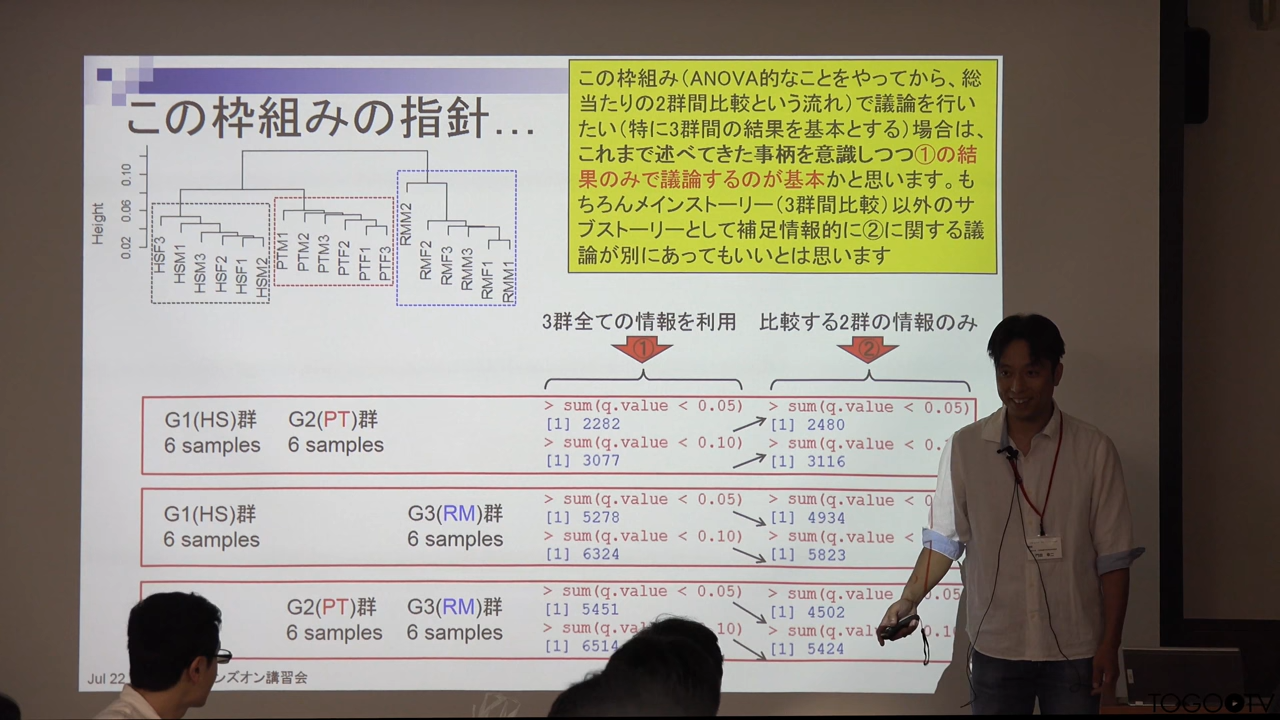 この枠組みの指針…
この枠組み(ANOVA的なことをやってから、総
当たりの2群間比較という流れ)で議論を行い
たい(特に3群間の結果を基本とする)場合は、
これまで述べてきた事柄を意識しつつ①の結
果のみで議論するのが基本かと思います。も
ちろんメインストーリー(3群間比較)以外のサ
ブストーリーとして補足情報的に②に関する議
論が別にあってもいいとは思います
Height
0.02 0.06 0.10
HSF3
HSM1
HSM3
HSF2
HSF1
HSM2
PTM1
PTM2
PTM3
PTF2
PTF1
PTF3
RMM2
RMF2
RMF3
RMM3
RMF1
RMM1
3群全ての情報を利用
比較する2群の情報のみ
①
②
G1(HS)群 G2(PT)群
6 samples 6 samples
> sum(q.value < 0.05)
[1] 2282
> sum(q.value < 0.10)
[1] 3077
> sum(q.value < 0.05)
[1] 2480
> sum(q.value < 0.
[1] 3116
G1(HS)群 G3(RM)群
6 samples 6 samples
> sum(q.value < 0.05)
[1] 5278
> sum(q.value < 0.10)
[1] 6324
> sum(q.value < 0
[1] 4934
> sum(q.value <
[1] 5823
G2(PT)群 G3(RM)群
6 samples 6 samples
> sum(q.value < 0.05)
[1] 5451
> sum(q.valu 10)
[1] 6514
> sum(q.value .05
[1] 4502
> sum(q.val 0.1
[1] 5424
Jul 22
ンズオン講習会
TOGOTV